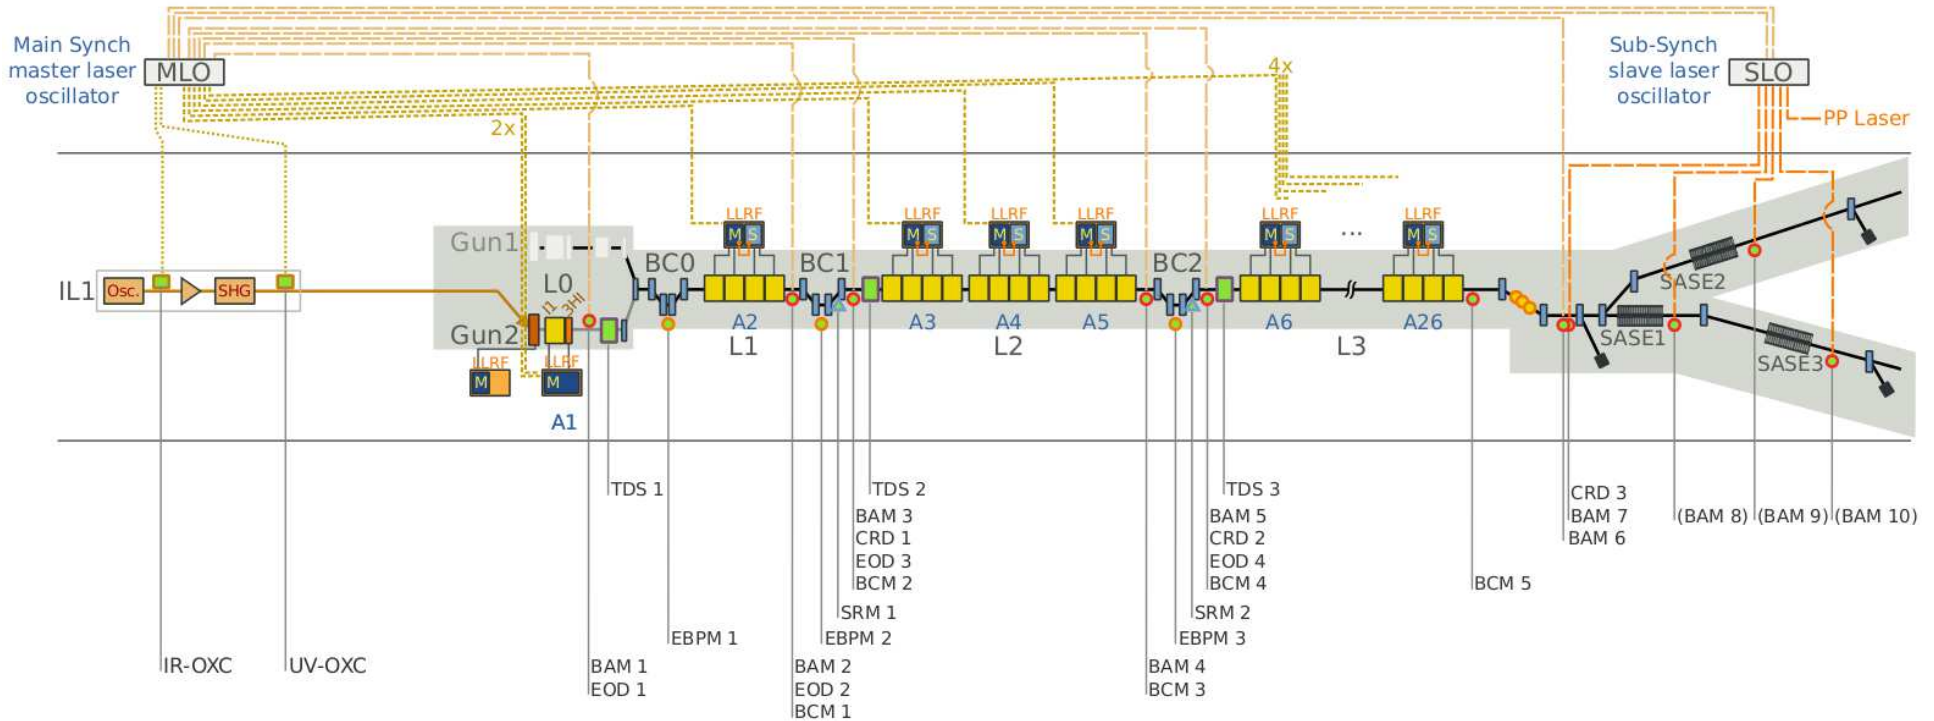 Main Synch
master laser
oscillator
MLO
4x
Sub-Synch
slave laser
oscillator
SLO
PP Laser
2x
LLRF
LLRF
LLRF
LLRF
LLRF
LLRF
M S
M S
M S
M S
M S
M S
...
Gun1
BC0
BC1
BC2
L0
IL1
Osc.
SHG
I1
3HI
SASE2
Gun2
A2
A3
A4
A5
A6
A26
SASE1
L1
L2
L3
SASE3
LLRF
LLRF
M
M
A1
TDS 1
TDS 2
TDS 3
BAM 3
CRD 1
EOD 3
BCM 2
BAM 5
CRD 2
EOD 4
BCM 4
CRD 3
BAM 7
BAM 6
(BAM 8)
(BAM 9)
(BAM 10)
BCM 5
SRM 1
SRM 2
EBPM 1
EBPM 2
EBPM 3
IR-OXC
UV-OXC
BAM 1
EOD 1
BAM 2
EOD 2
BCM 1
BAM 4
BCM 3